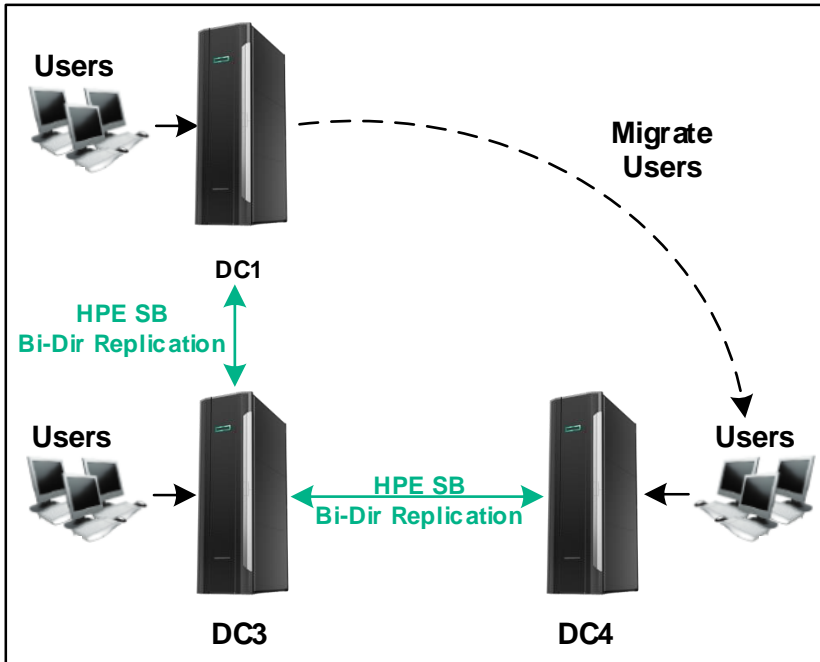 Users
Migrate
Users
DC1
HPE SB
Bi-Dir Replication
Users
Users
HPE SB
Bi-Dir Replication
DC3
DC4